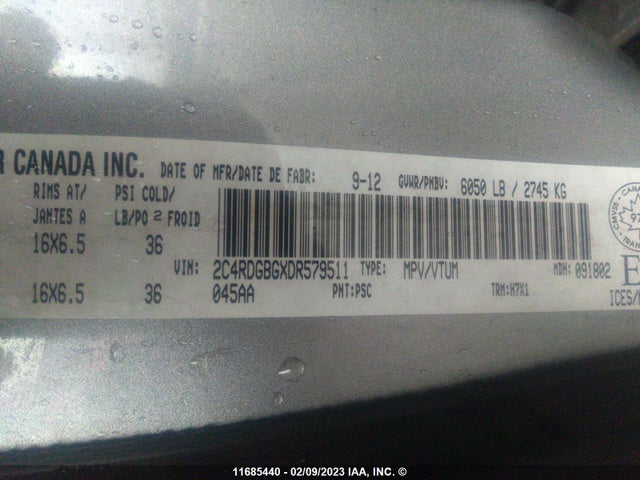 R CANADA INC. DATE OF MFR/DATE DE FABR: 9-12 GVWR/PNBV: 6050 LB / 2745 KG
RIMS AT/ PSI COLD/
JANTES A LB/PO 2 FROID
16X6.5 36
VIN: 2C4RDGBGXDR579511 TYPE: MPV/VTUM MDH: 091802
16X6.5 36 045AA PNT:PSC TRM:H7X1
ICES/
11685440 - 02/09/2023 IAA, INC. ©